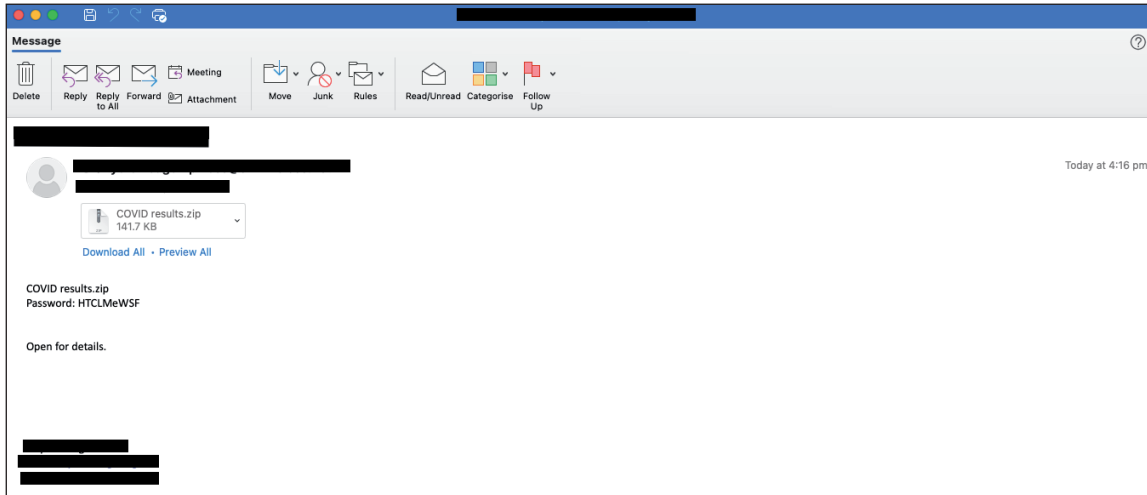 Message
Delete
Reply
Reply to All
Forward
Meeting
Attachment
Move
Junk
Rules
Read/Unread
Categorise
Follow Up
Today at 4:16 pm
COVID results.zip
141.7 KB
Download All • Preview All
COVID results.zip
Password: HTCLMeWSF
Open for details.